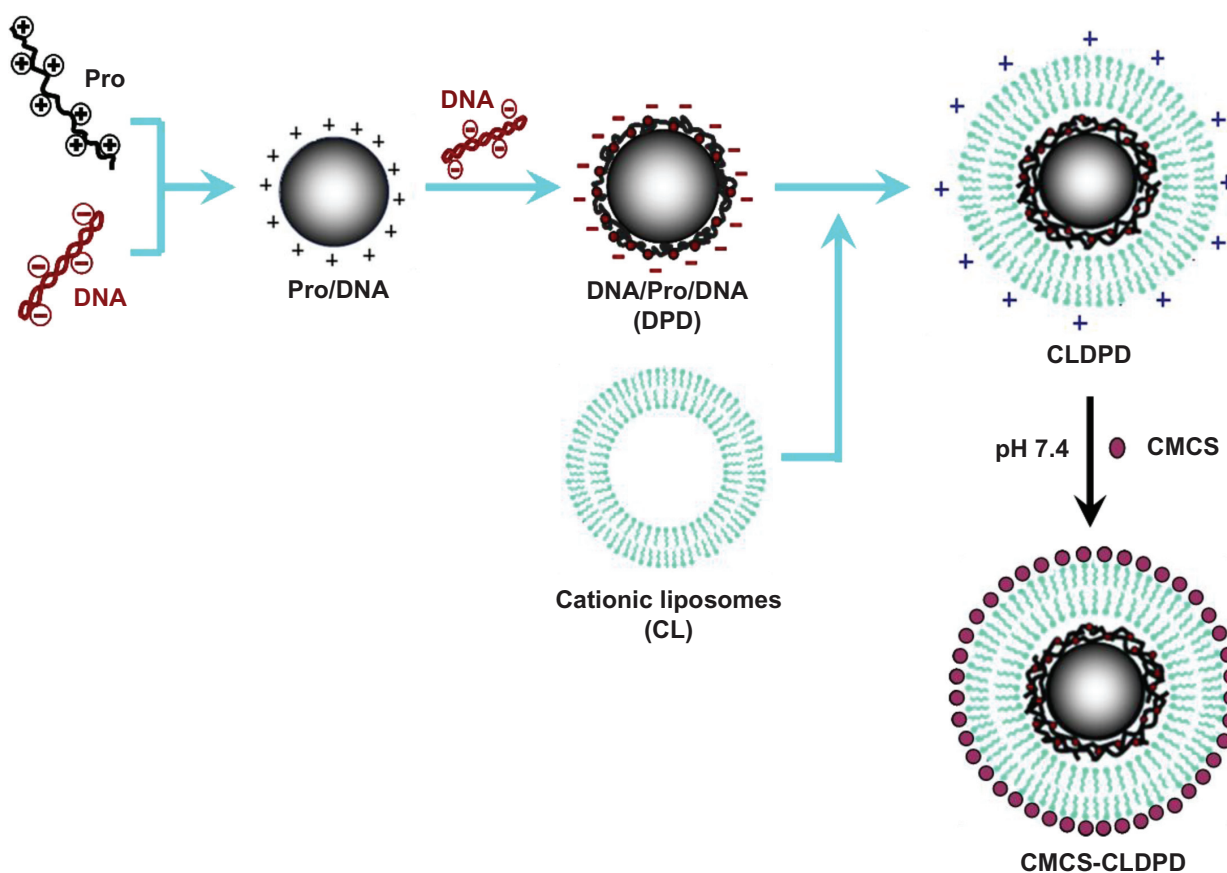 Pro
DNA
Pro/DNA
DNA
DNA/Pro/DNA
(DPD)
Cationic liposomes
(CL)
CLDPD
pH 7.4
CMCS
CMCS-CLDPD